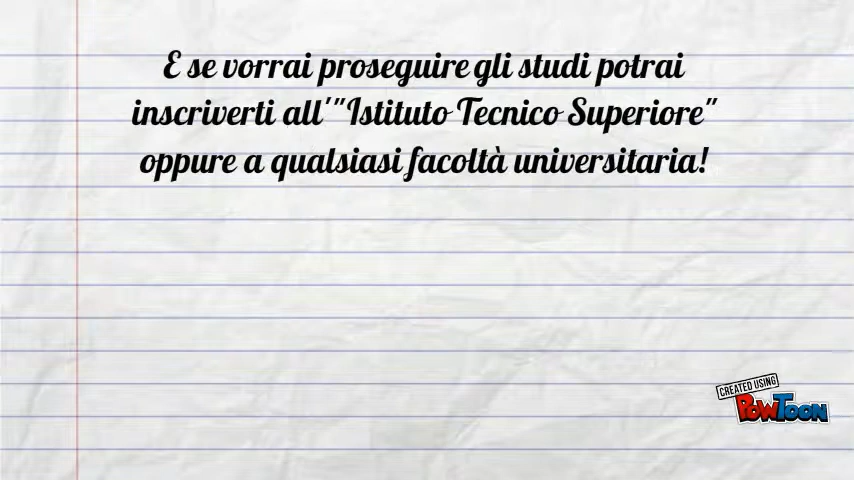 E se vorrai proseguire gli studi potrai
inscriverti all'"Istituto Tecnico Superiore"
oppure a qualsiasi facoltà universitaria!
CREATED USING
POWTOON